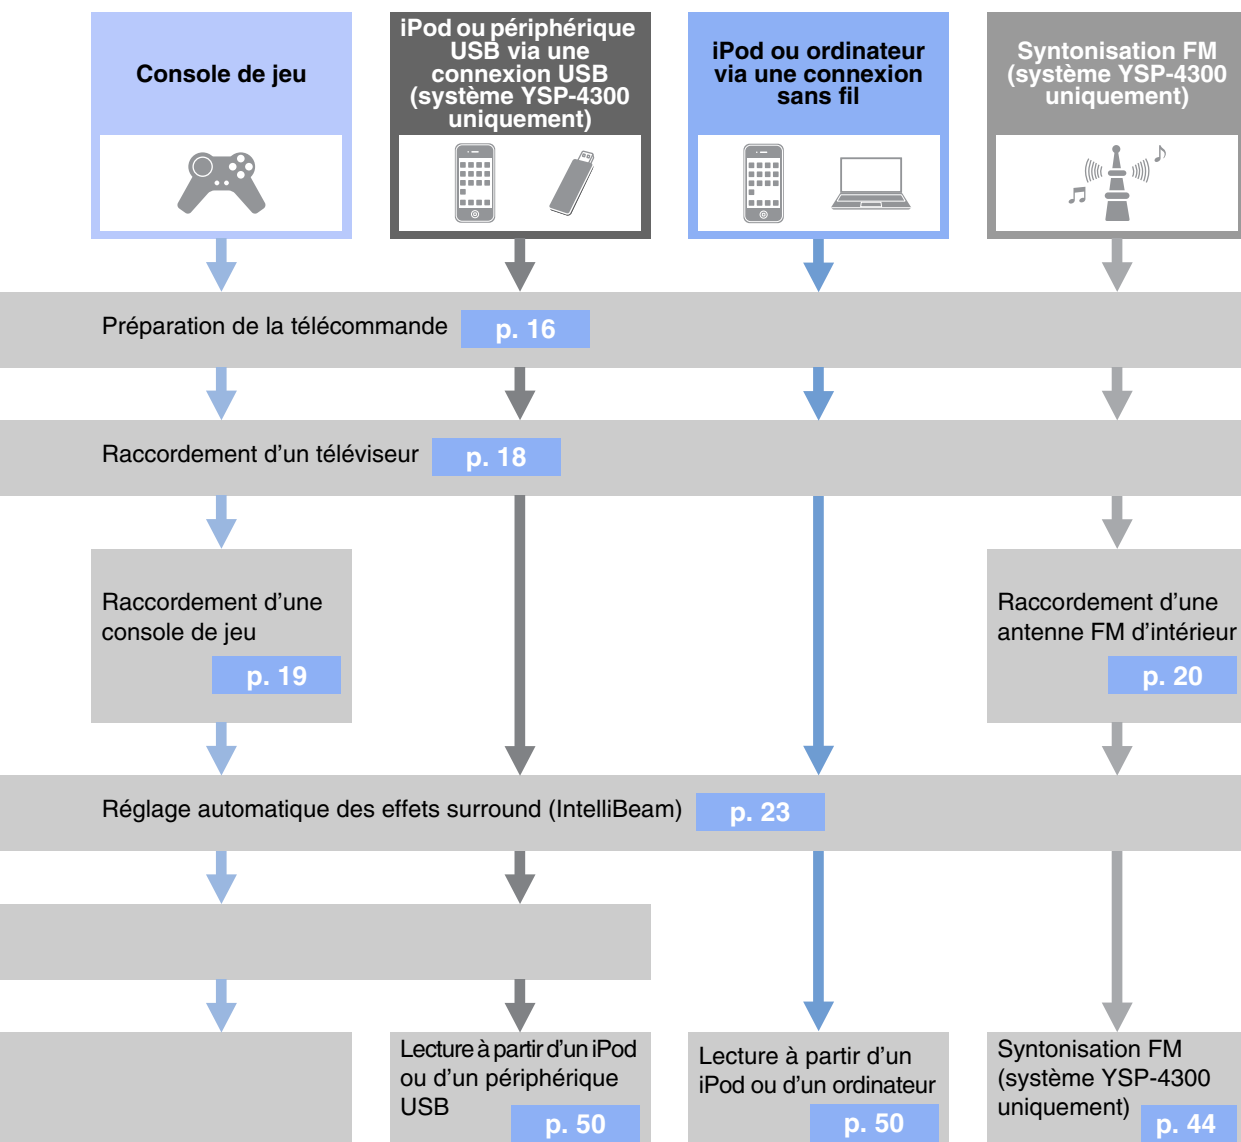 Console de jeu
iPod ou périphérique
USB via une
connexion USB
(système YSP-4300
uniquement)
iPod ou ordinateur
via une connexion
sans fil
Syntonisation FM
(système YSP-4300
uniquement)
Préparation de la télécommande p. 16
Raccordement d’un téléviseur p. 18
Raccordement d’une
console de jeu
p. 19
Raccordement d’une
antenne FM d’intérieur
p. 20
Réglage automatique des effets surround (IntelliBeam) p. 23
Lecture à partir d’un iPod
ou d’un périphérique
USB
p. 50
Lecture à partir d’un
iPod ou d’un ordinateur
p. 50
Syntonisation FM
(système YSP-4300
uniquement)
p. 44